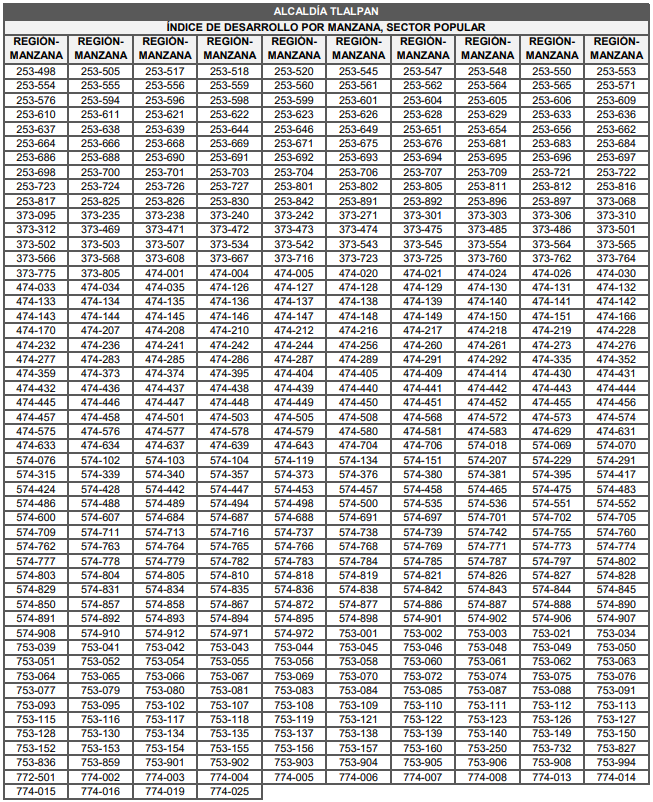 ALCALDÍA TLALPAN
ÍNDICE DE DESARROLLO POR MANZANA, SECTOR POPULAR
REGIÓN- REGIÓN- REGIÓN- REGIÓN- REGIÓN- REGIÓN- REGIÓN- REGIÓN- REGIÓN- REGIÓN-
MANZANA MANZANA MANZANA MANZANA MANZANA MANZANA MANZANA MANZANA MANZANA MANZANA
253-498 253-505 253-517 253-518 253-520 253-545 253-547 253-548 253-550 253-553
253-554 253-555 253-556 253-559 253-560 253-561 253-562 253-564 253-565 253-571
253-576 253-594 253-596 253-598 253-599 253-601 253-604 253-605 253-606 253-609
253-610 253-611 253-621 253-622 253-623 253-626 253-628 253-629 253-633 253-636
253-637 253-638 253-639 253-644 253-646 253-649 253-651 253-654 253-656 253-662
253-664 253-666 253-668 253-669 253-671 253-675 253-676 253-681 253-683 253-684
253-686 253-688 253-690 253-691 253-692 253-693 253-694 253-695 253-696 253-697
253-698 253-700 253-701 253-703 253-704 253-706 253-707 253-709 253-721 253-722
253-723 253-724 253-726 253-727 253-801 253-802 253-805 253-811 253-812 253-816
253-817 253-825 253-826 253-830 253-842 253-891 253-892 253-896 253-897 373-068
373-095 373-235 373-238 373-240 373-242 373-271 373-301 373-303 373-306 373-310
373-312 373-469 373-471 373-472 373-473 373-474 373-475 373-485 373-486 373-501
373-502 373-503 373-507 373-534 373-542 373-543 373-545 373-554 373-564 373-565
373-566 373-568 373-608 373-667 373-716 373-723 373-725 373-760 373-762 373-764
373-775 373-805 474-001 474-004 474-005 474-020 474-021 474-024 474-026 474-030
474-033 474-034 474-035 474-126 474-127 474-128 474-129 474-130 474-131 474-132
474-133 474-134 474-135 474-136 474-137 474-138 474-139 474-140 474-141 474-142
474-143 474-144 474-145 474-146 474-147 474-148 474-149 474-150 474-151 474-166
474-170 474-207 474-208 474-210 474-212 474-216 474-217 474-218 474-219 474-228
474-232 474-236 474-241 474-242 474-244 474-256 474-260 474-261 474-273 474-276
474-277 474-283 474-285 474-286 474-287 474-289 474-291 474-292 474-335 474-352
474-359 474-373 474-374 474-395 474-404 474-405 474-409 474-414 474-430 474-431
474-432 474-436 474-437 474-438 474-439 474-440 474-441 474-442 474-443 474-444
474-445 474-446 474-447 474-448 474-449 474-450 474-451 474-452 474-455 474-456
474-457 474-458 474-501 474-503 474-505 474-508 474-568 474-572 474-573 474-574
474-575 474-576 474-577 474-578 474-579 474-580 474-581 474-583 474-629 474-631
474-633 474-634 474-637 474-639 474-643 474-704 474-706 574-018 574-069 574-070
574-076 574-102 574-103 574-104 574-119 574-134 574-151 574-207 574-229 574-291
574-315 574-339 574-340 574-357 574-373 574-376 574-380 574-381 574-395 574-417
574-424 574-428 574-442 574-447 574-453 574-457 574-458 574-465 574-475 574-483
574-486 574-488 574-489 574-494 574-498 574-500 574-535 574-536 574-551 574-552
574-600 574-607 574-684 574-687 574-688 574-691 574-697 574-701 574-702 574-705
574-709 574-711 574-713 574-716 574-737 574-738 574-739 574-742 574-755 574-760
574-762 574-763 574-764 574-765 574-766 574-768 574-769 574-771 574-773 574-774
574-777 574-778 574-779 574-782 574-783 574-784 574-785 574-787 574-797 574-802
574-803 574-804 574-805 574-810 574-818 574-819 574-821 574-826 574-827 574-828
574-829 574-831 574-834 574-835 574-836 574-838 574-842 574-843 574-844 574-845
574-850 574-857 574-858 574-867 574-872 574-877 574-886 574-887 574-888 574-890
574-891 574-892 574-893 574-894 574-895 574-898 574-901 574-902 574-906 574-907
574-908 574-910 574-912 574-971 574-972 753-001 753-002 753-003 753-021 753-034
753-039 753-041 753-042 753-043 753-044 753-045 753-046 753-048 753-049 753-050
753-051 753-052 753-054 753-055 753-056 753-058 753-060 753-061 753-062 753-063
753-064 753-065 753-066 753-067 753-069 753-070 753-072 753-074 753-075 753-076
753-077 753-079 753-080 753-081 753-083 753-084 753-085 753-087 753-088 753-091
753-093 753-095 753-102 753-107 753-108 753-109 753-110 753-111 753-112 753-113
753-115 753-116 753-117 753-118 753-119 753-121 753-122 753-123 753-126 753-127
753-128 753-130 753-134 753-135 753-137 753-138 753-139 753-140 753-149 753-150
753-152 753-153 753-154 753-155 753-156 753-157 753-160 753-250 753-732 753-827
753-836 753-859 753-901 753-902 753-903 753-904 753-905 753-906 753-908 753-994
772-501 774-002 774-003 774-004 774-005 774-006 774-007 774-008 774-013 774-014
774-015 774-016 774-019 774-025